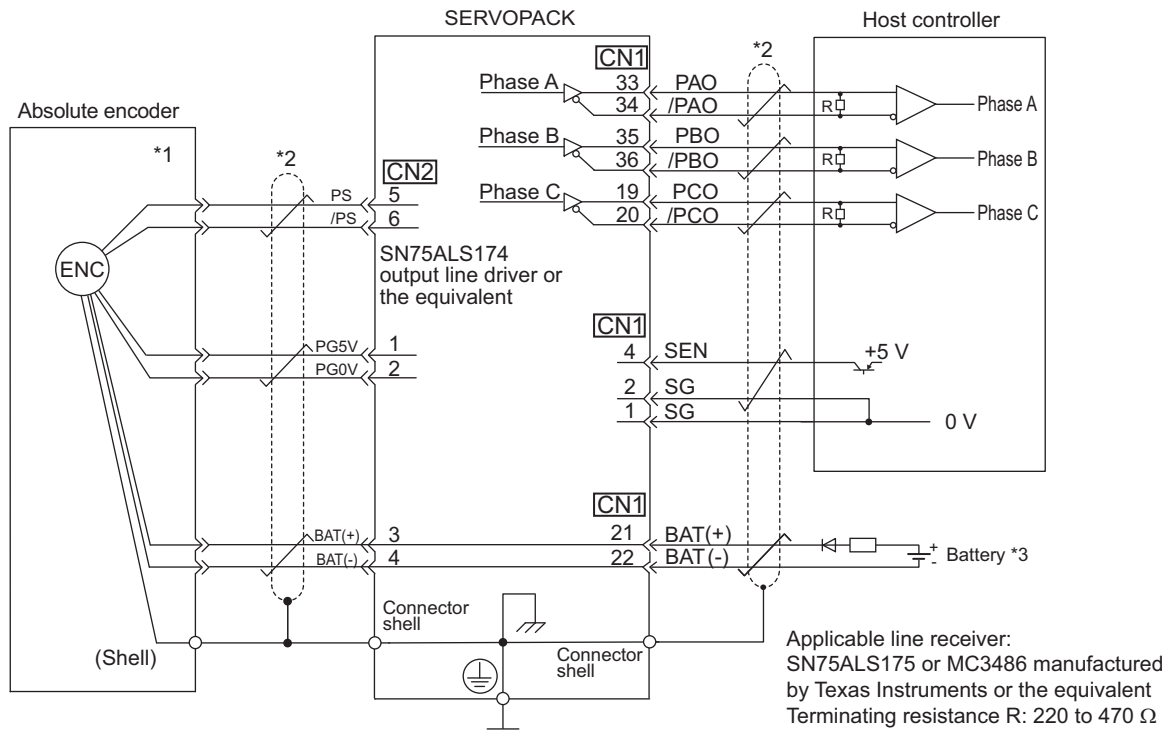 SERVOPACK
Host controller
Absolute encoder
*1
*2
CN2
PS 5
/PS 6
ENC
SN75ALS174
output line driver or
the equivalent
PG5V 1
PG0V 2
BAT(+) 3
BAT(-) 4
(Shell)
Connector
shell
CN1
*2
Phase A 33 PAO
34 /PAO
R
Phase A
Phase B 35 PBO
36 /PBO
R
Phase B
Phase C 19 PCO
20 /PCO
R
Phase C
CN1
4 SEN
+5 V
2 SG
1 SG
0 V
CN1
21 BAT(+)
22 BAT(-)
+
-
Battery *3
Connector
shell
Applicable line receiver:
SN75ALS175 or MC3486 manufactured
by Texas Instruments or the equivalent
Terminating resistance R: 220 to 470 Ω